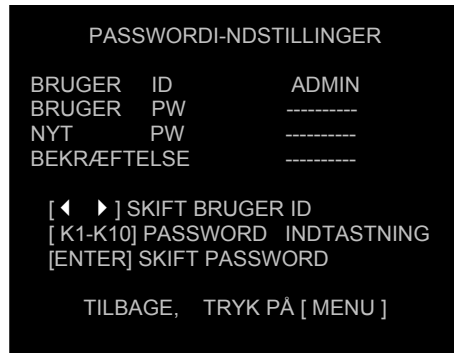 PASSWORDI-NDSTILLINGER
BRUGER ID ADMIN
BRUGER PW ----------
NYT PW ----------
BEKRÆFTELSE ----------
[ ◀ ▶ ] SKIFT BRUGER ID
[ K1-K10] PASSWORD INDTASTNING
[ENTER] SKIFT PASSWORD
TILBAGE, TRYK PÅ [ MENU ]